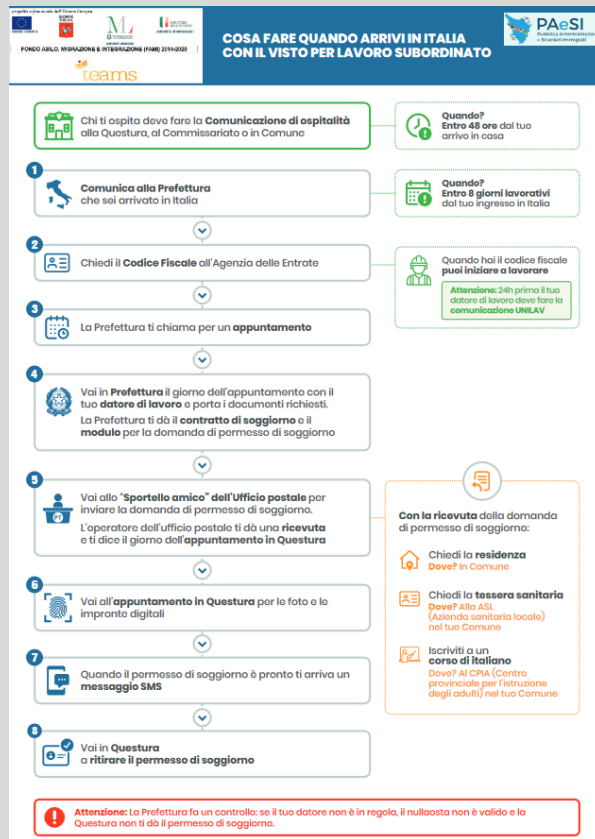 progetto cofinanziato dall'Unione Europea
FONDO ASILO, MIGRAZIONE E INTEGRAZIONE (FAMI) 2014-2020
teams
COSA FARE QUANDO ARRIVI IN ITALIA
CON IL VISTO PER LAVORO SUBORDINATO
PAeSI
Pubblica Amministrazione
e Stranieri Immigrati
Chi ti ospita deve fare la Comunicazione di ospitalità
alla Questura, al Commissariato o in Comune
Quando?
Entro 48 ore dal tuo
arrivo in casa
1
Comunica alla Prefettura
che sei arrivato in Italia
Quando?
Entro 8 giorni lavorativi
dal tuo ingresso in Italia
2
Chiedi il Codice Fiscale all'Agenzia delle Entrate
Quando hai il codice fiscale
puoi iniziare a lavorare
Attenzione: 24h prima il tuo
datore di lavoro deve fare la
comunicazione UNILAV
3
La Prefettura ti chiama per un appuntamento
4
Vai in Prefettura il giorno dell'appuntamento con il
tuo datore di lavoro e porta i documenti richiesti.
La Prefettura ti dà il contratto di soggiorno e il
modulo per la domanda di permesso di soggiorno
5
PT
Vai allo "Sportello amico" dell'Ufficio postale per
inviare la domanda di permesso di soggiorno.
L'operatore dell'ufficio postale ti dà una ricevuta
e ti dice il giorno dell'appuntamento in Questura
Con la ricevuta della domanda
di permesso di soggiorno:
Chiedi la residenza
Dove? In Comune
Chiedi la tessera sanitaria
Dove? Alla ASL
(Azienda sanitaria locale)
nel tuo Comune
Iscriviti a un
corso di italiano
Dove? Al CPIA (Centro
provinciale per l'istruzione
degli adulti) nel tuo Comune
6
Vai all'appuntamento in Questura per le foto e le
impronte digitali
7
Quando il permesso di soggiorno è pronto ti arriva un
messaggio SMS
8
Vai in Questura
a ritirare il permesso di soggiorno
Attenzione: La Prefettura fa un controllo: se il tuo datore non è in regola, il nullaosta non è valido e la
Questura non ti dà il permesso di soggiorno.